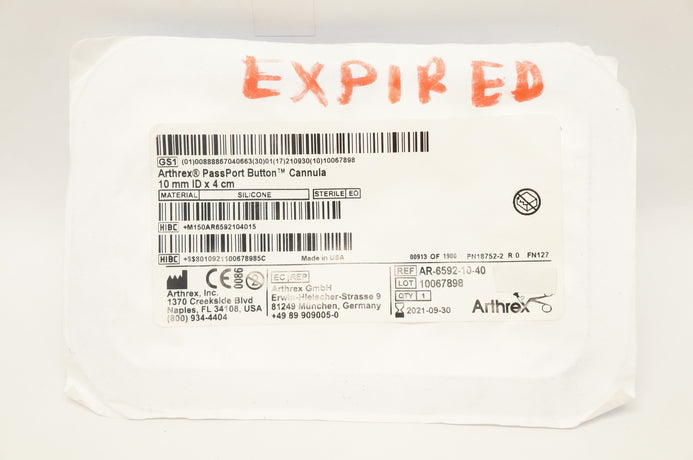 EXPIRED
GS1 (01)00888867040663(30)01(17)210930(10)10067898
Arthrex® PassPort Button™ Cannula
10 mm ID x 4 cm
MATERIAL SILICONE STERILE EO
HIBC +M150AR6592104015
HIBC +$$8010921100678985C Made in USA
00913 OF 1900 PN18752-2 R 0 FN127
Arthrex, Inc.
1370 Creekside Blvd
Naples, FL 34108, USA
(800) 934-4404
CE 0086
2
EC REP
Arthrex GmbH
Erwin-Hielscher-Strasse 9
81249 München, Germany
+49 89 909005-0
REF AR-6592-10-40
LOT 10067898
QTY 1
2021-09-30
Arthrex